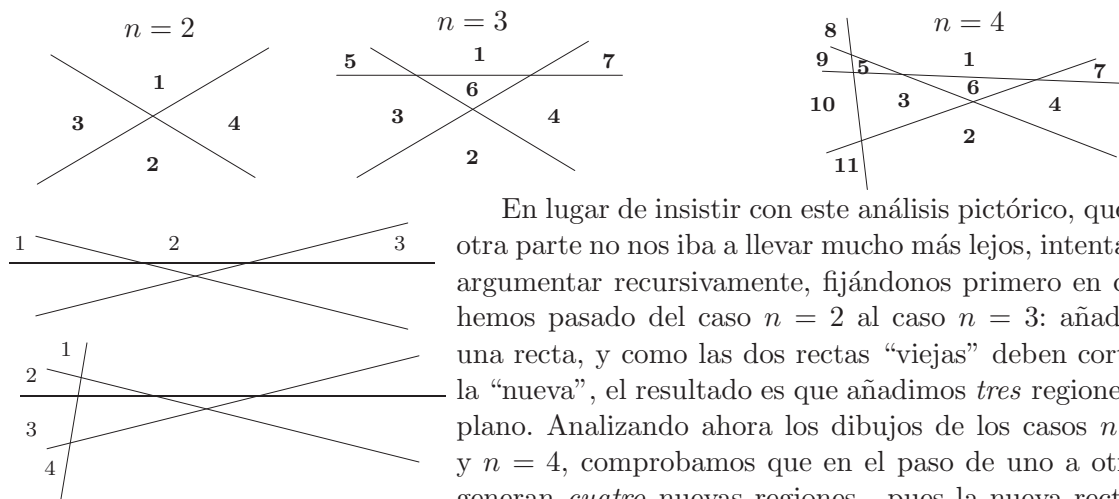 n = 2
1
3
4
2
n = 3
5
1
7
6
3
4
2
n = 4
8
9
5
1
7
6
10
3
4
2
11
1
2
3
1
2
3
4
En lugar de insistir con este análisis pictórico, que
otra parte no nos iba a llevar mucho más lejos, intenta
argumentar recursivamente, fijándonos primero en c
hemos pasado del caso n = 2 al caso n = 3: añad
una recta, y como las dos rectas “viejas” deben cor
la “nueva”, el resultado es que añadimos tres regione
plano. Analizando ahora los dibujos de los casos n
y n = 4, comprobamos que en el paso de uno a ot
generan cuatro nuevas regiones, pues la nueva rect